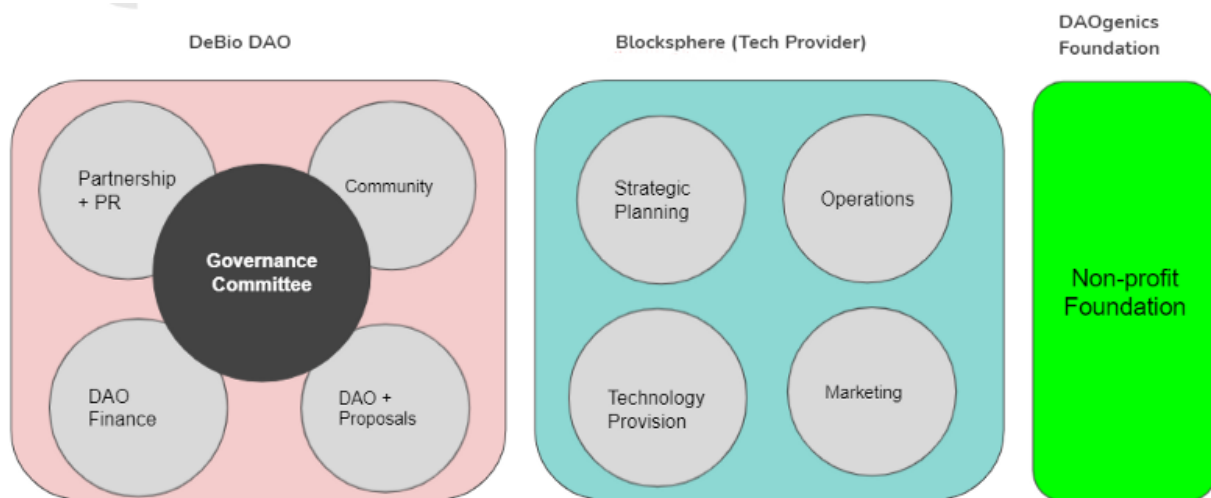 DeBio DAO
Blocksphere (Tech Provider)
DAOgenics
Foundation
Partnership
+ PR
Community
Governance
Committee
DAO
Finance
DAO +
Proposals
Strategic
Planning
Operations
Technology
Provision
Marketing
Non-profit
Foundation